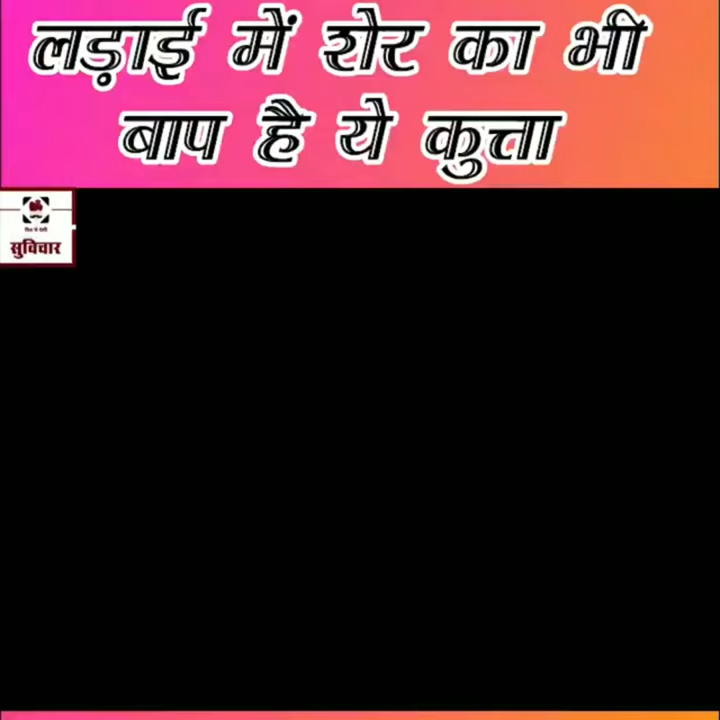 लड़ाई में शेर का भी
बाप है ये कुत्ता
सुविचार